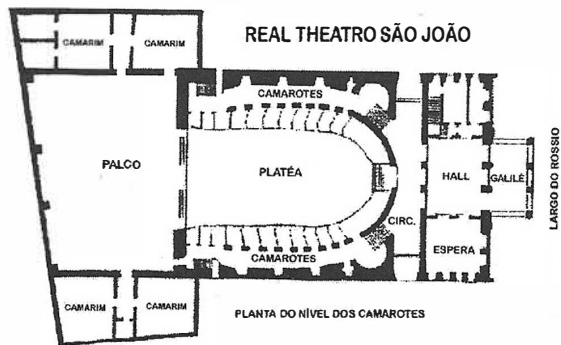 REAL THEATRO SÃO JOÃO
CAMARIM
CAMARIM
CAMAROTES
PALCO
PLATÉA
HALL
GALILÉ
LARGO DO ROSSIO
CIRC.
ESPERA
CAMAROTES
CAMARIM
CAMARIM
PLANTA DO NÍVEL DOS CAMAROTES